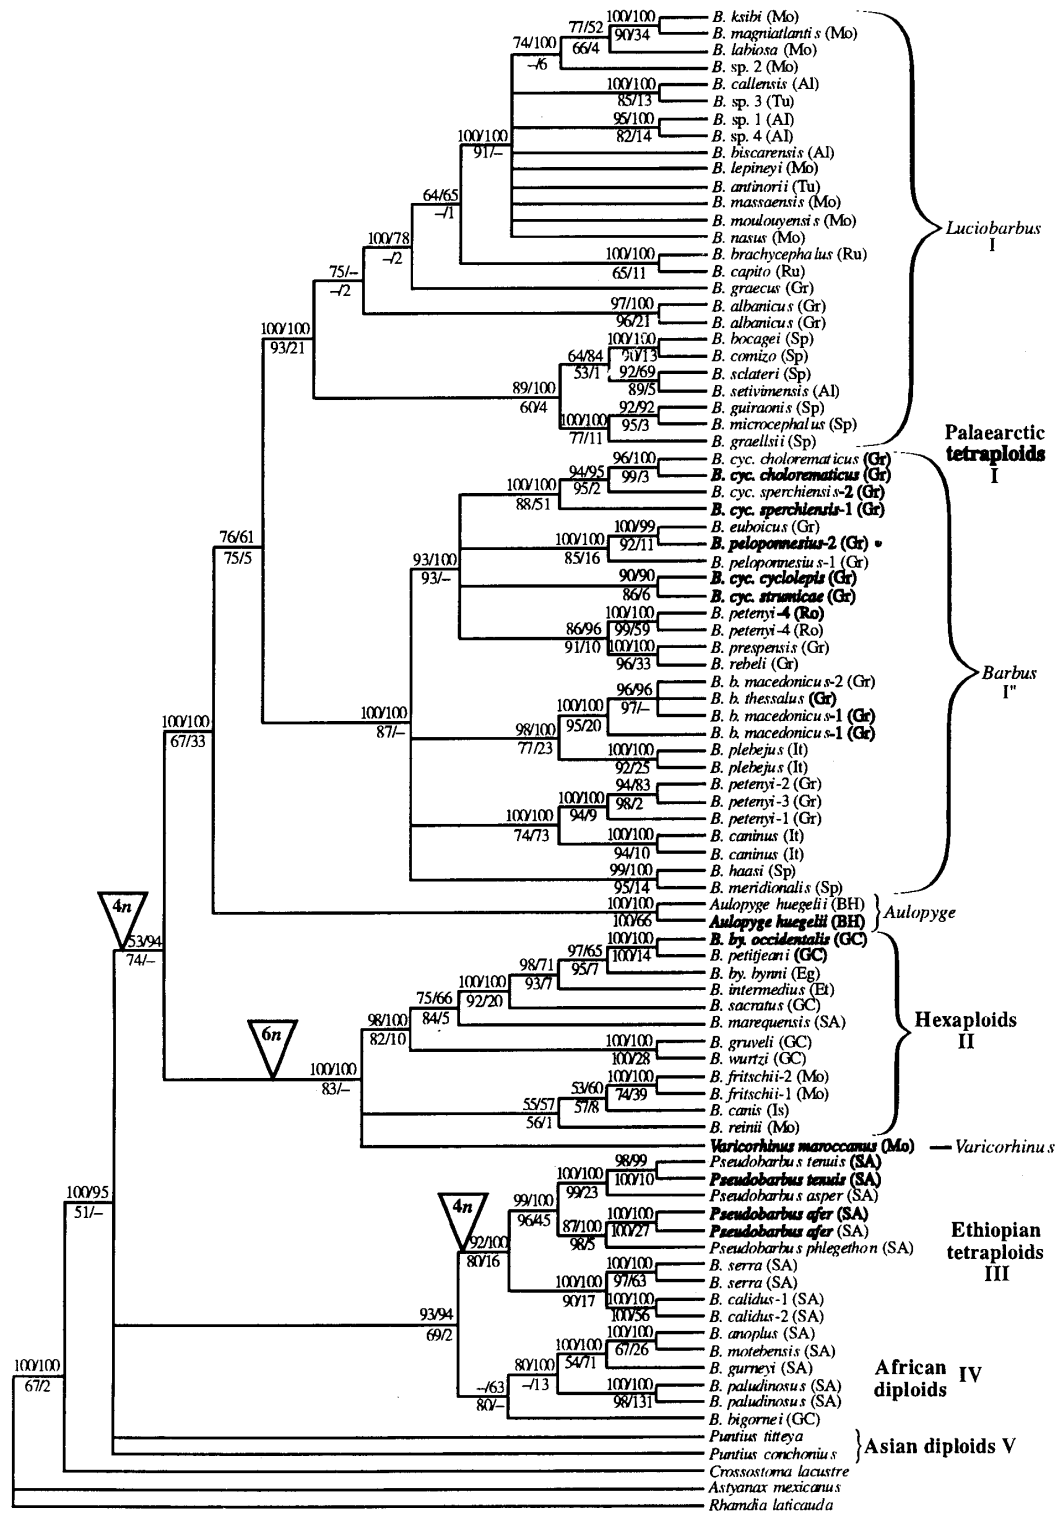 100/100 B. ksibi (Mo)
77/52 90/34 B. magniatlantis (Mo)
74/100 66/4 B. labiosa (Mo)
--/6 B. sp. 2 (Mo)
100/100 B. callensis (Al)
85/13 B. sp. 3 (Tu)
95/100 B. sp. 1 (Al)
82/14 B. sp. 4 (Al)
100/100 91/– B. biscarensis (Al)
B. lepineyi (Mo)
B. antinorii (Tu)
64/65 B. massaensis (Mo)
--/1 B. moulouyensis (Mo)
B. nasus (Mo)
Luciobarbus
I
100/78 100/100 B. brachycephalus (Ru)
--/2 65/11 B. capito (Ru)
75/-- B. graecus (Gr)
--/2 97/100 B. albanicus (Gr)
96/21 B. albanicus (Gr)
100/100 100/100 B. bocagei (Sp)
93/21 64/84 B. comizo (Sp)
53/1 92/69 B. sclateri (Sp)
89/100 89/5 B. setivimensis (Al)
60/4 92/92 B. guiraonis (Sp)
100/100 95/3 B. microcephalus (Sp)
77/11 B. graellsii (Sp)
Palaearctic
tetraploids
I
96/100 B. cyc. cholorematicus (Gr)
94/95 99/3 B. cyc. cholorematicus (Gr)
100/100 95/2 B. cyc. sperchiensis-2 (Gr)
88/51 B. cyc. sperchiensis-1 (Gr)
100/99 B. euboicus (Gr)
76/61 100/100 92/11 B. peloponnesius-2 (Gr)
75/5 85/16 B. peloponnesius-1 (Gr)
93/100 90/90 B. cyc. cyclolepis (Gr)
93/– 86/6 B. cyc. strumicae (Gr)
100/100 B. petenyi-4 (Ro)
86/96 99/59 B. petenyi-4 (Ro)
91/10 100/100 B. prespensis (Gr)
96/33 B. rebeli (Gr)
Barbus
I"
B. b. macedonicus-2 (Gr)
96/96 B. b. thessalus (Gr)
100/100 100/100 97/– B. b. macedonicus-1 (Gr)
87/– 98/100 95/20 B. b. macedonicus-1 (Gr)
100/100 77/23 100/100 B. plebejus (It)
67/33 92/25 B. plebejus (It)
94/83 B. petenyi-2 (Gr)
100/100 98/2 B. petenyi-3 (Gr)
100/100 94/9 B. petenyi-1 (Gr)
74/73 100/100 B. caninus (It)
94/10 B. caninus (It)
99/100 B. haasi (Sp)
95/14 B. meridionalis (Sp)
4n 100/100 Aulopyge huegelii (BH)
100/66 Aulopyge huegelii (BH)
Aulopyge
53/94 100/100 B. by. occidentalis (GC)
74/– 97/65 100/14 B. petitjeani (GC)
98/71 95/7 B. by. bynni (Eg)
100/100 93/7 B. intermedius (Et)
75/66 92/20 B. sacratus (GC)
98/100 84/5 B. marequensis (SA)
6n 82/10 100/100 B. gruveli (GC)
100/28 B. wurtzi (GC)
Hexaploids
II
100/100 100/100 B. fritschii-2 (Mo)
83/– 53/60 74/39 B. fritschii-1 (Mo)
55/57 57/8 B. canis (Is)
56/1 B. reinii (Mo)
Varicorhinus maroccanus (Mo) Varicorhinus
98/99 Pseudobarbus tenuis (SA)
100/100 100/10 Pseudobarbus tenuis (SA)
100/95 4n 99/100 99/23 Pseudobarbus asper (SA)
51/– 96/45 100/100 Pseudobarbus afer (SA)
87/100 100/27 Pseudobarbus afer (SA)
92/100 98/5 Pseudobarbus phlegethon (SA)
80/16 100/100 B. serra (SA)
100/100 97/63 B. serra (SA)
90/17 100/100 B. calidus-1 (SA)
93/94 100/56 B. calidus-2 (SA)
Ethiopian
tetraploids
III
69/2 100/100 B. anoplus (SA)
100/100 67/26 B. motebensis (SA)
80/100 54/71 B. gurneyi (SA)
100/100 --/63 --/13 100/100 B. paludinosus (SA)
67/2 80/– 98/131 B. paludinosus (SA)
B. bigornei (GC)
African
diploids IV
Puntius titteya
Puntius conchonius
Asian diploids V
Crossostoma lacustre
Astyanax mexicanus
Rhamdia laticauda